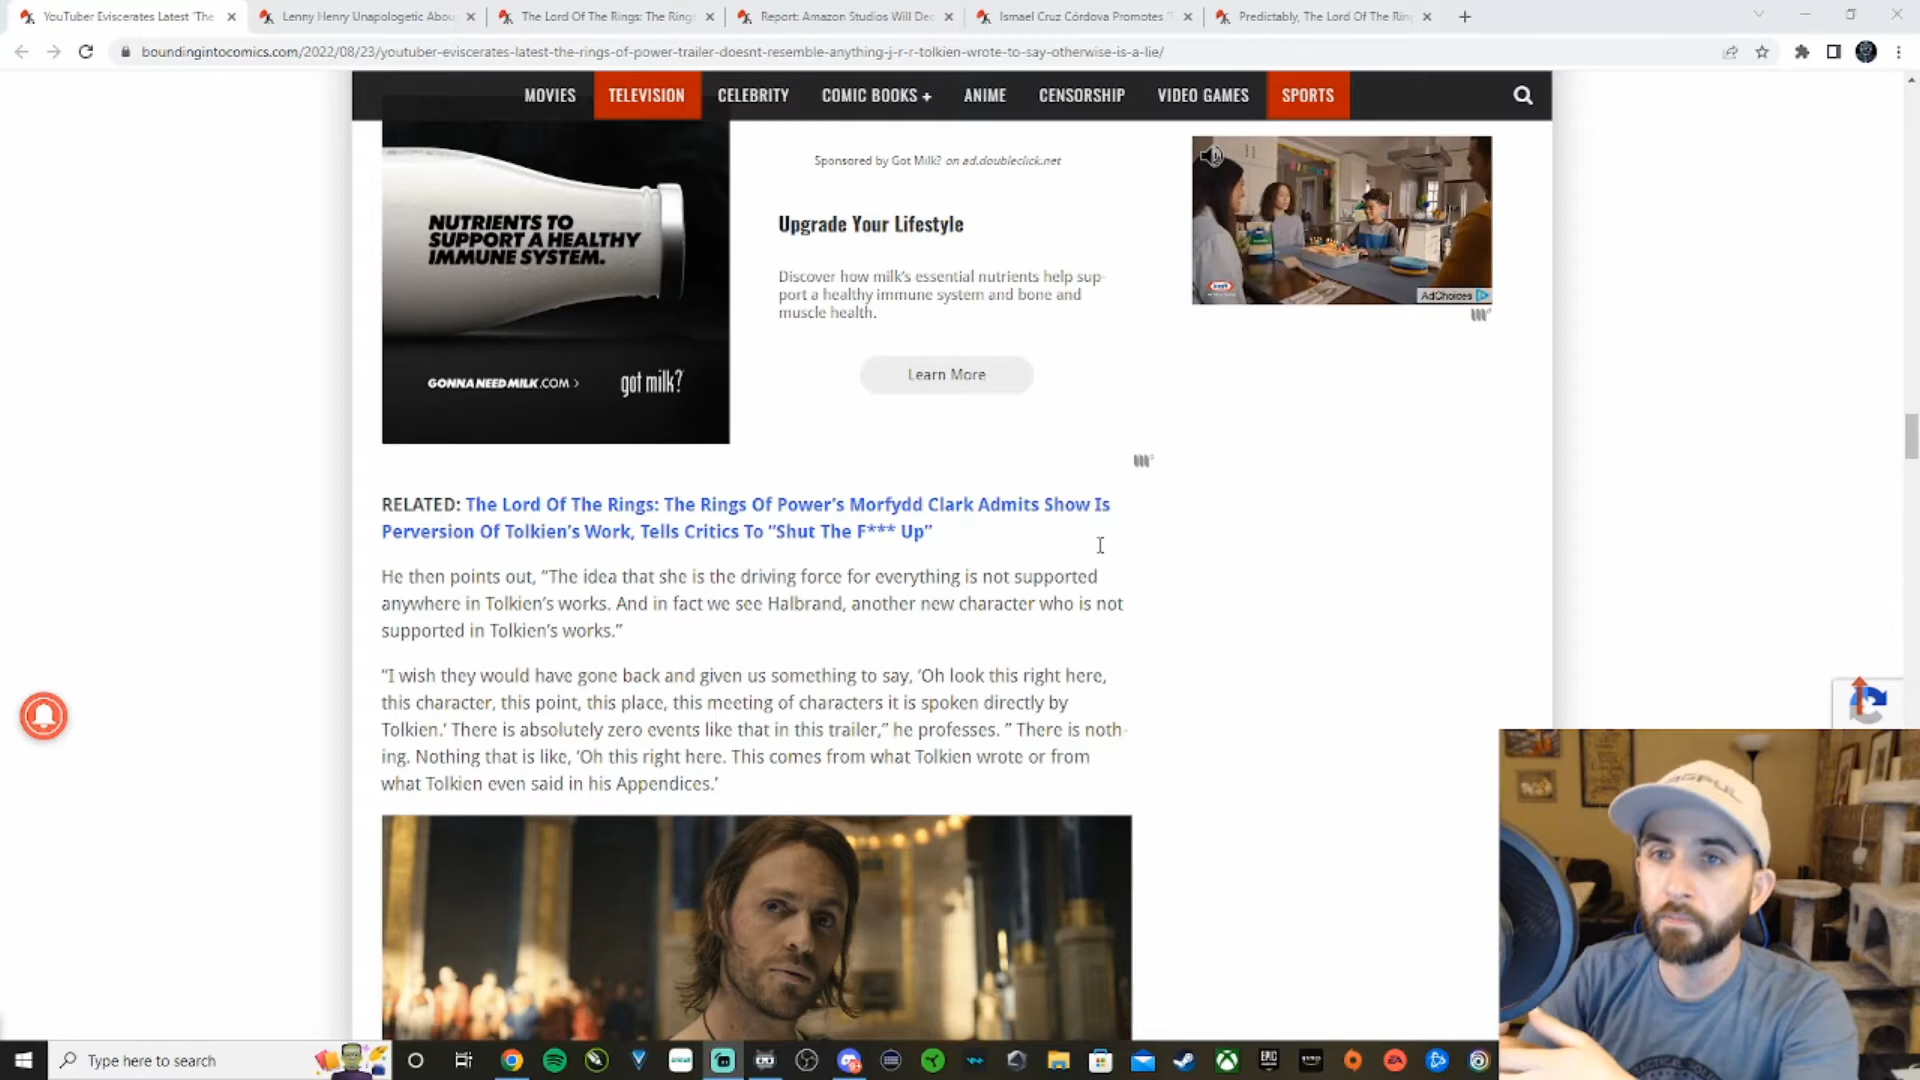 YouTuber Eviscerates Latest 'The
Lenny Henry Unapologetic Abou
The Lord Of The Rings: The Ring
Report: Amazon Studios Will Dec
Ismael Cruz Córdova Promotes "
Predictably, The Lord Of The Rin
boundingintocomics.com/2022/08/23/youtuber-eviscerates-latest-the-rings-of-power-trailer-doesnt-resemble-anything-j-r-r-tolkien-wrote-to-say-otherwise-is-a-lie/
MOVIES TELEVISION CELEBRITY COMIC BOOKS + ANIME CENSORSHIP VIDEO GAMES SPORTS
NUTRIENTS TO
SUPPORT A HEALTHY
IMMUNE SYSTEM.
GONNANEEDMILK.COM >
got milk?
Sponsored by Got Milk? on ad.doubleclick.net
Upgrade Your Lifestyle
Discover how milk's essential nutrients help sup-
port a healthy immune system and bone and
muscle health.
Learn More
kraft
AdChoices
RELATED: The Lord Of The Rings: The Rings Of Power's Morfydd Clark Admits Show Is
Perversion Of Tolkien's Work, Tells Critics To "Shut The F*** Up"
He then points out, "The idea that she is the driving force for everything is not supported
anywhere in Tolkien's works. And in fact we see Halbrand, another new character who is not
supported in Tolkien's works."
"I wish they would have gone back and given us something to say, 'Oh look this right here,
this character, this point, this place, this meeting of characters it is spoken directly by
Tolkien.' There is absolutely zero events like that in this trailer," he professes. " There is noth-
ing. Nothing that is like, 'Oh this right here. This comes from what Tolkien wrote or from
what Tolkien even said in his Appendices.'
MAGPUL
Type here to search
EPIC
EA